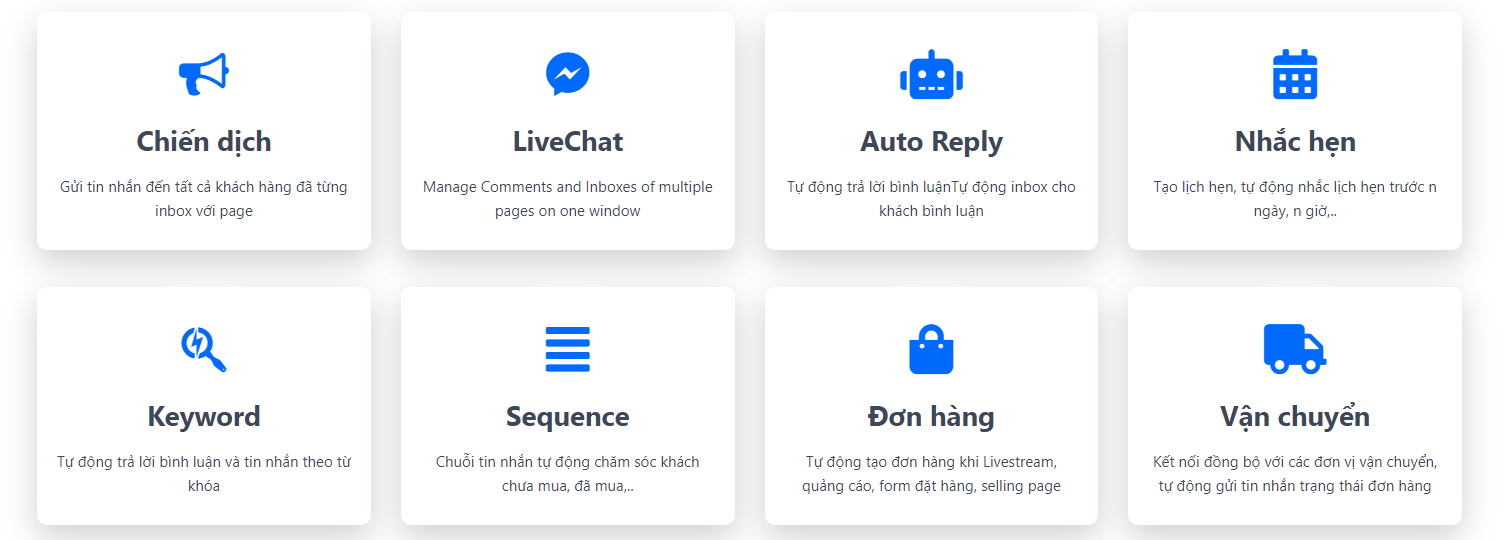 Chiến dịch
Gửi tin nhắn đến tất cả khách hàng đã từng
inbox với page
LiveChat
Manage Comments and Inboxes of multiple
pages on one window
Auto Reply
Tự động trả lời bình luậnTự động inbox cho
khách bình luận
Nhắc hẹn
Tạo lịch hẹn, tự động nhắc lịch hẹn trước n
ngày, n giờ,..
Keyword
Tự động trả lời bình luận và tin nhắn theo từ
khóa
Sequence
Chuỗi tin nhắn tự động chăm sóc khách
chưa mua, đã mua,..
Đơn hàng
Tự động tạo đơn hàng khi Livestream,
quảng cáo, form đặt hàng, selling page
Vận chuyển
Kết nối đồng bộ với các đơn vị vận chuyển,
tự động gửi tin nhắn trạng thái đơn hàng